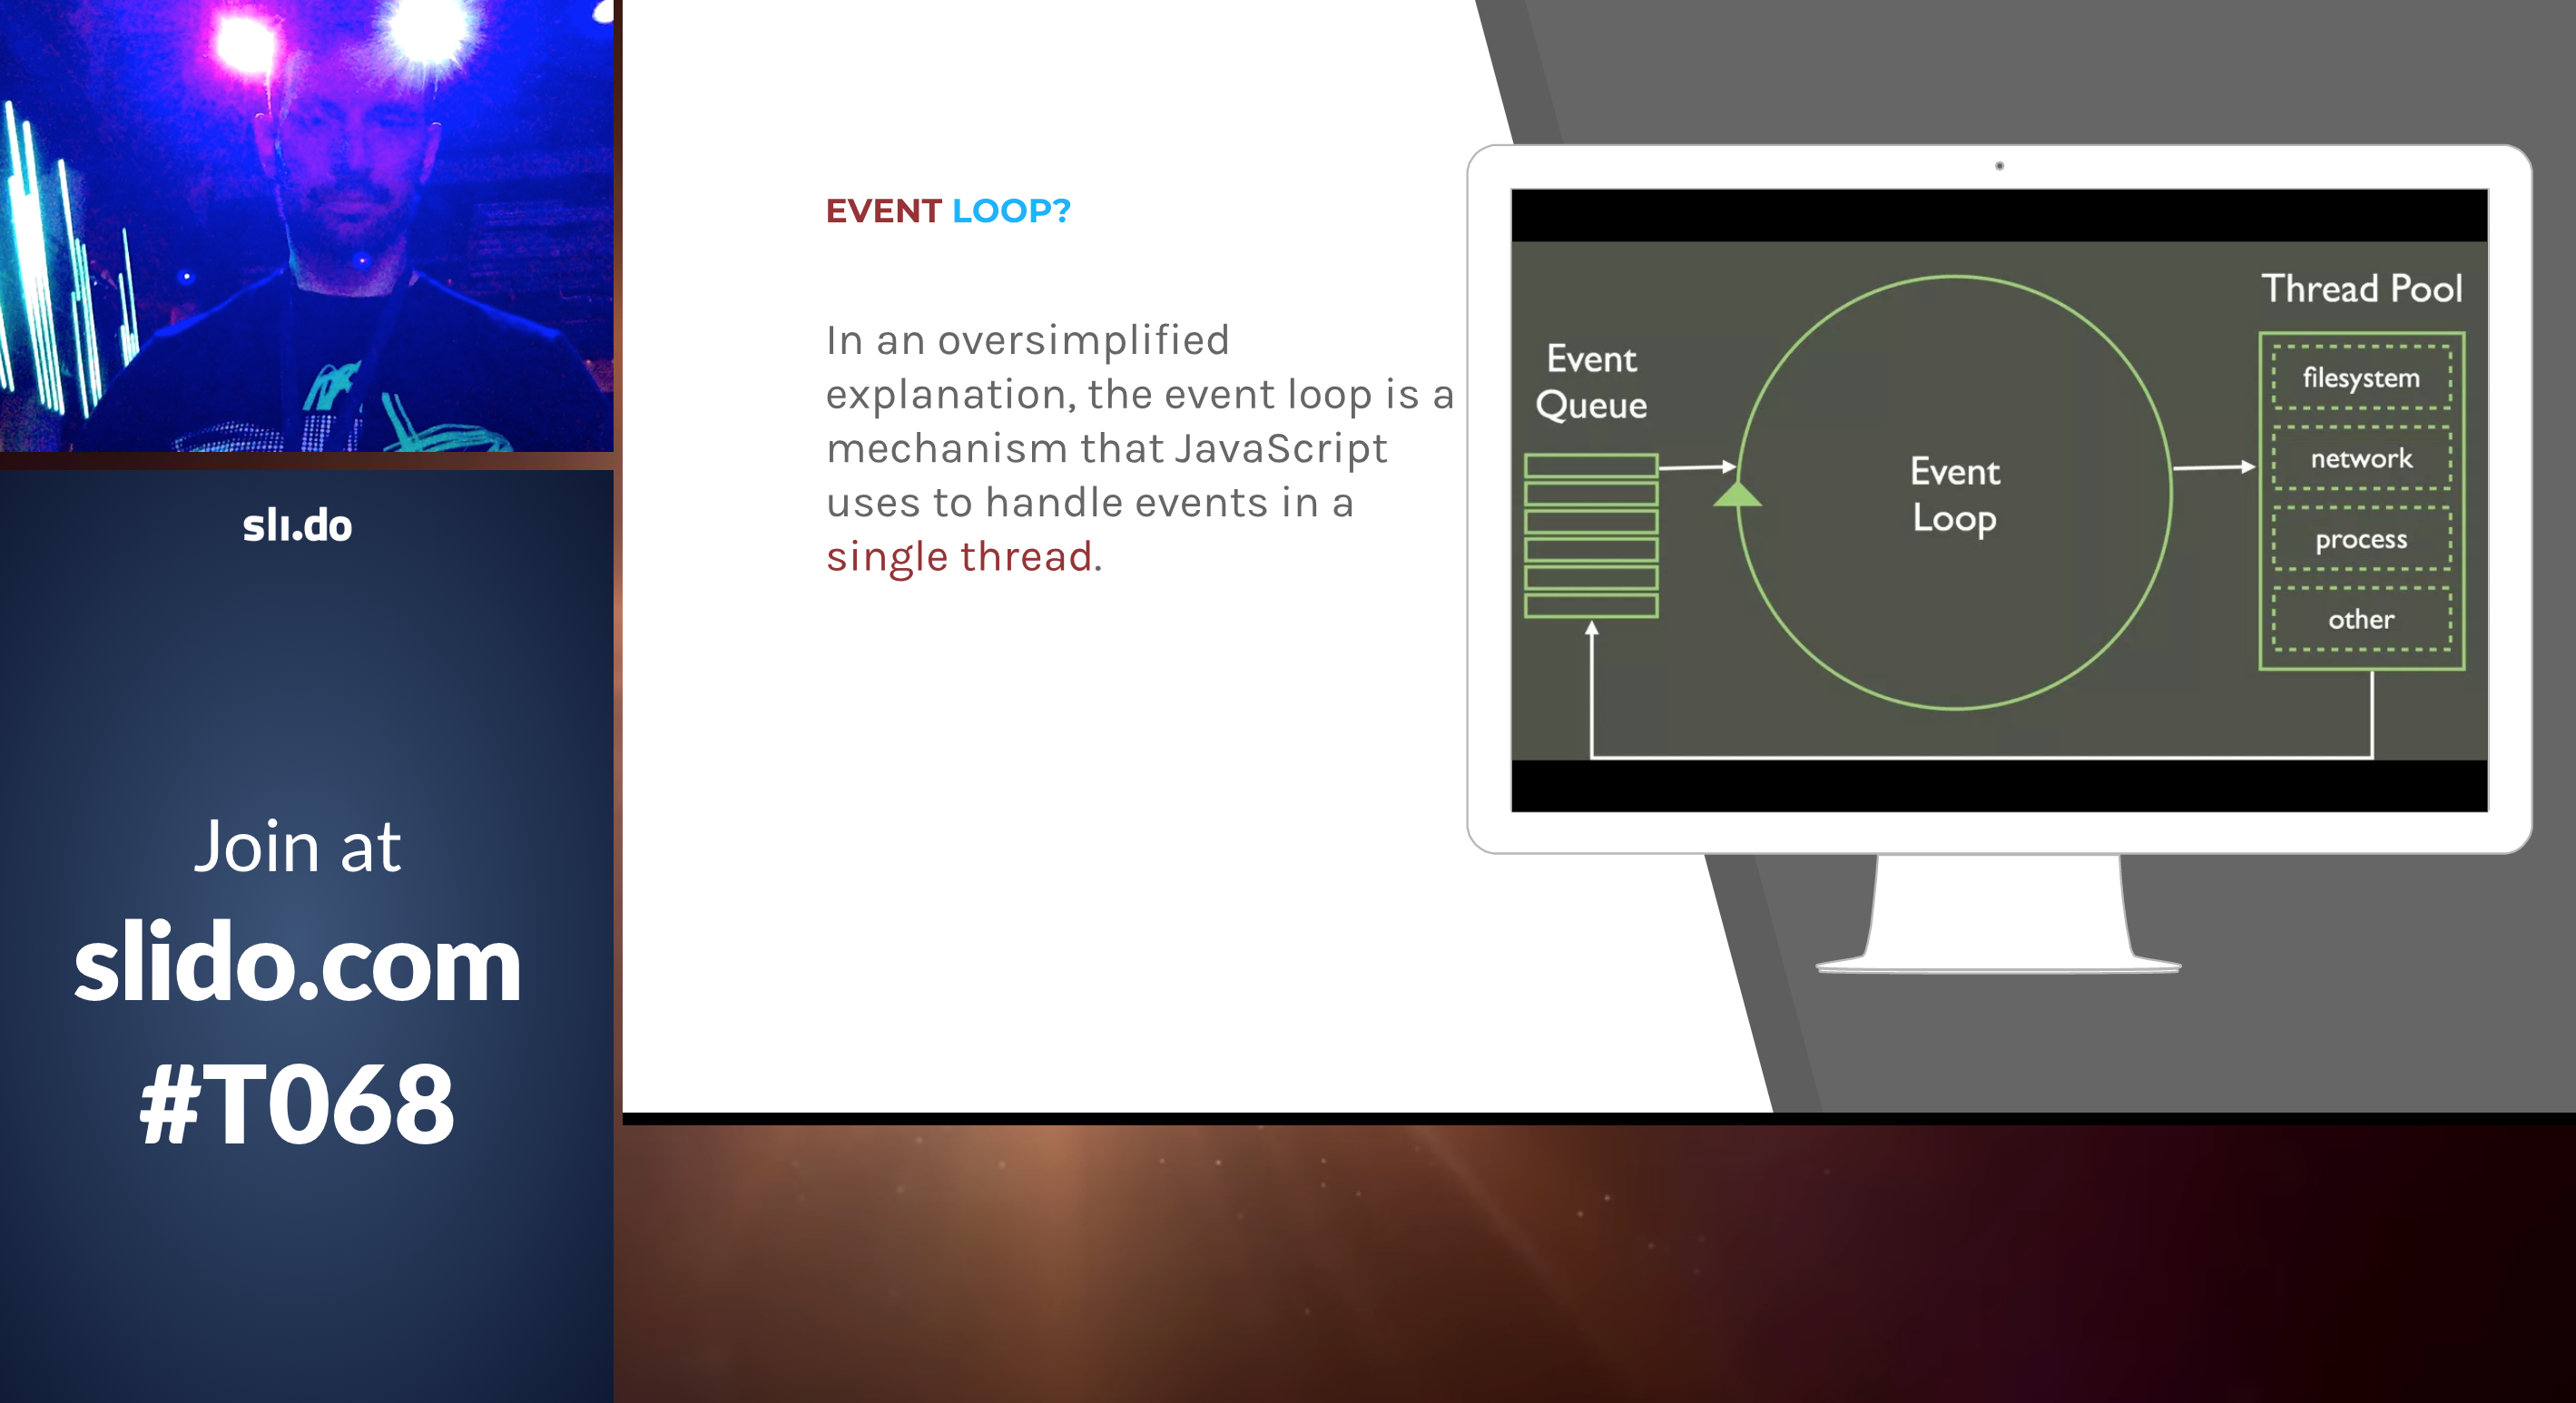 sli.do
Join at
slido.com
#T068
EVENT LOOP?
In an oversimplified
explanation, the event loop is a
mechanism that JavaScript
uses to handle events in a
single thread.
Event
Queue
Event
Loop
Thread Pool
filesystem
network
process
other